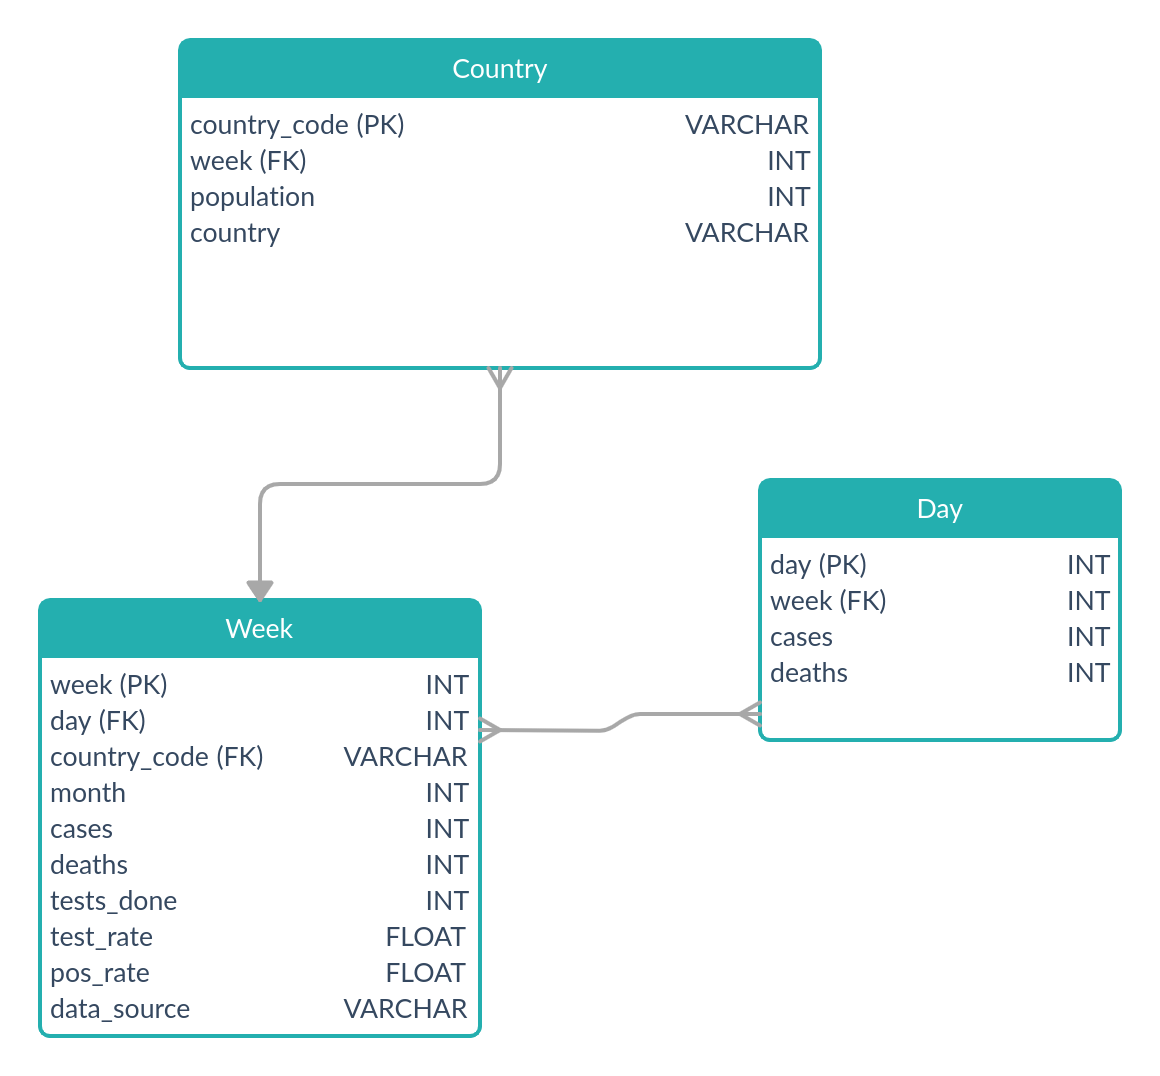 Country
country_code (PK) VARCHAR
week (FK) INT
population INT
country VARCHAR
Day
day (PK) INT
week (FK) INT
cases INT
deaths INT
Week
week (PK) INT
day (FK) INT
country_code (FK) VARCHAR
month INT
cases INT
deaths INT
tests_done INT
test_rate FLOAT
pos_rate FLOAT
data_source VARCHAR